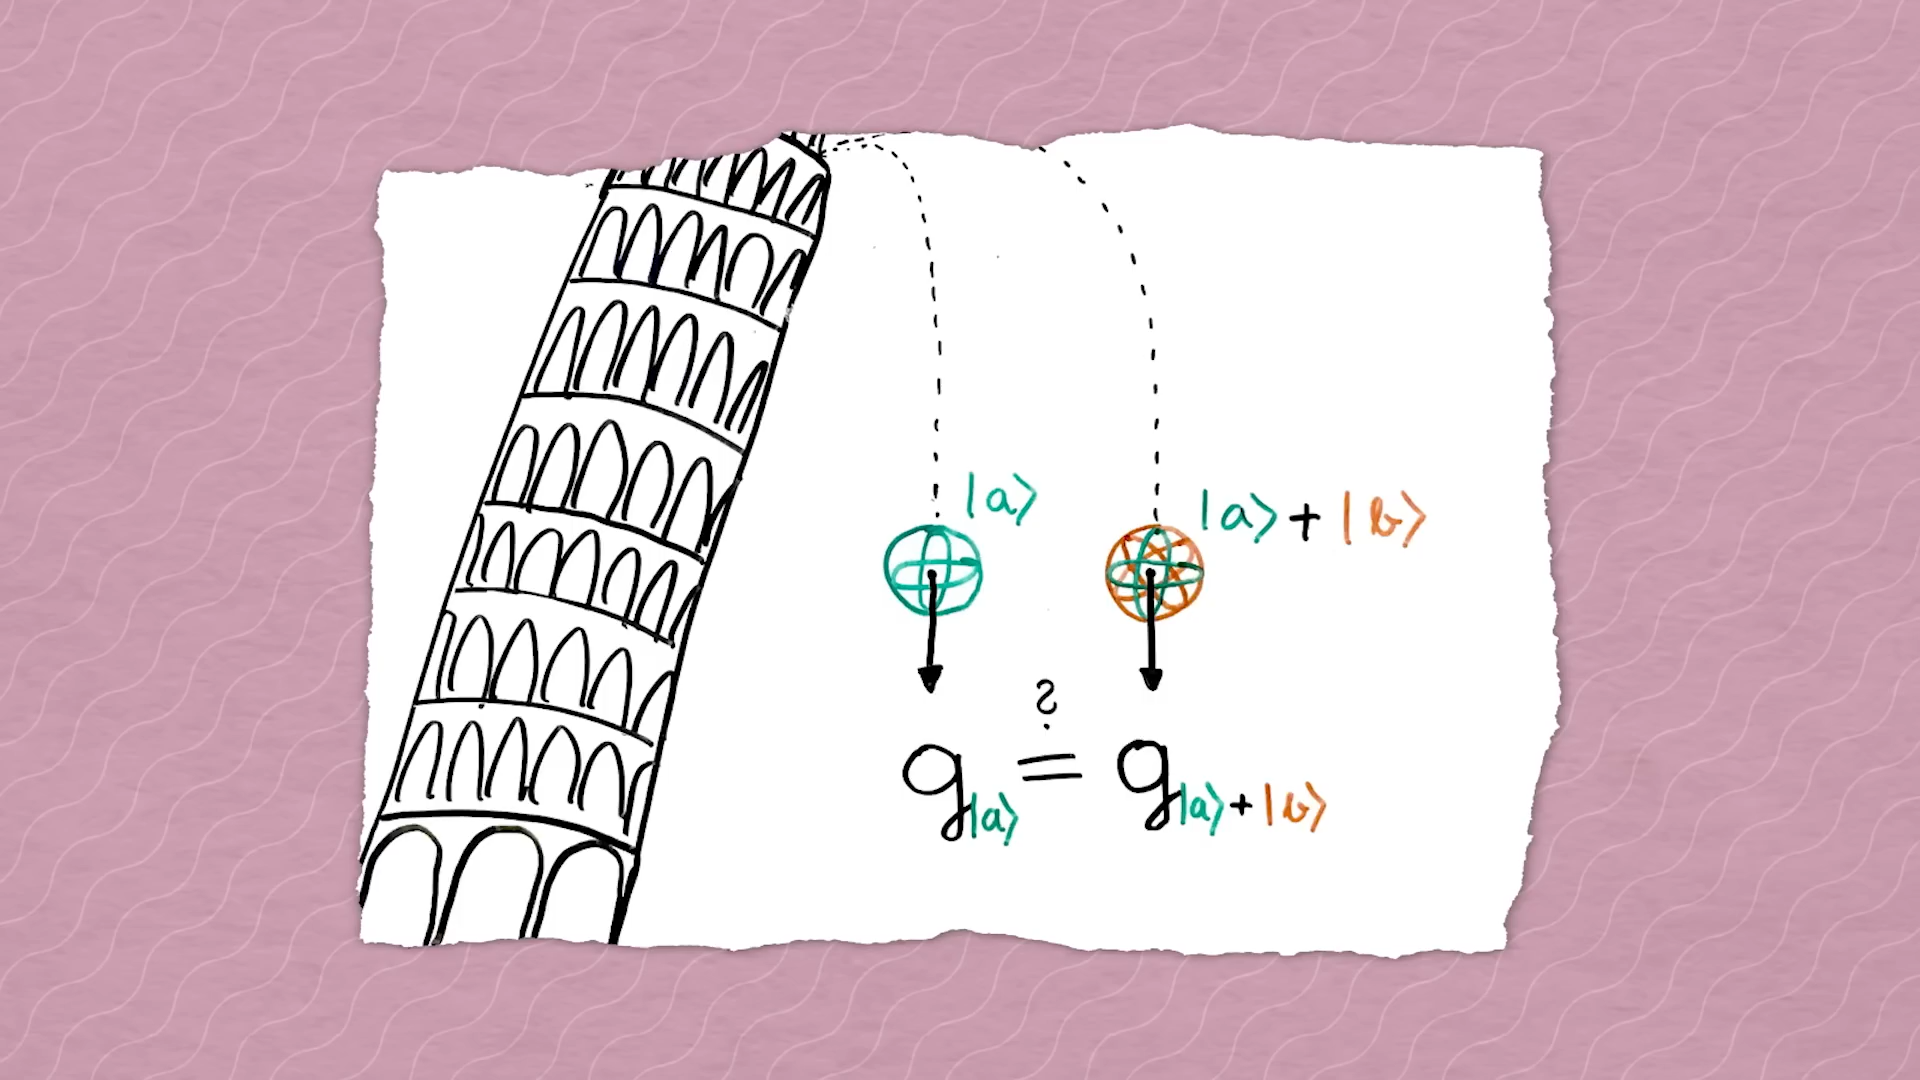 |a⟩ |a⟩ + |b⟩
?
g|a⟩ = g|a⟩+|b⟩